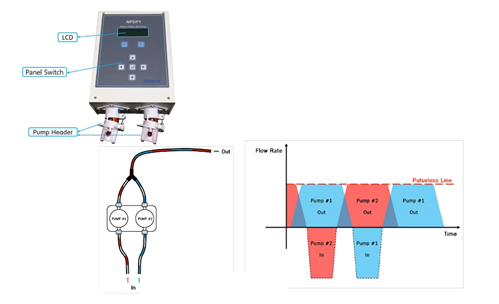 LCD
Panel Switch
Pump Header
Out
PUMP #1
PUMP #2
In
Flow Rate
Pulseless Line
Pump #1
Out
Pump #2
Out
Pump #1
Out
Time
Pump #2
In
Pump #1
In